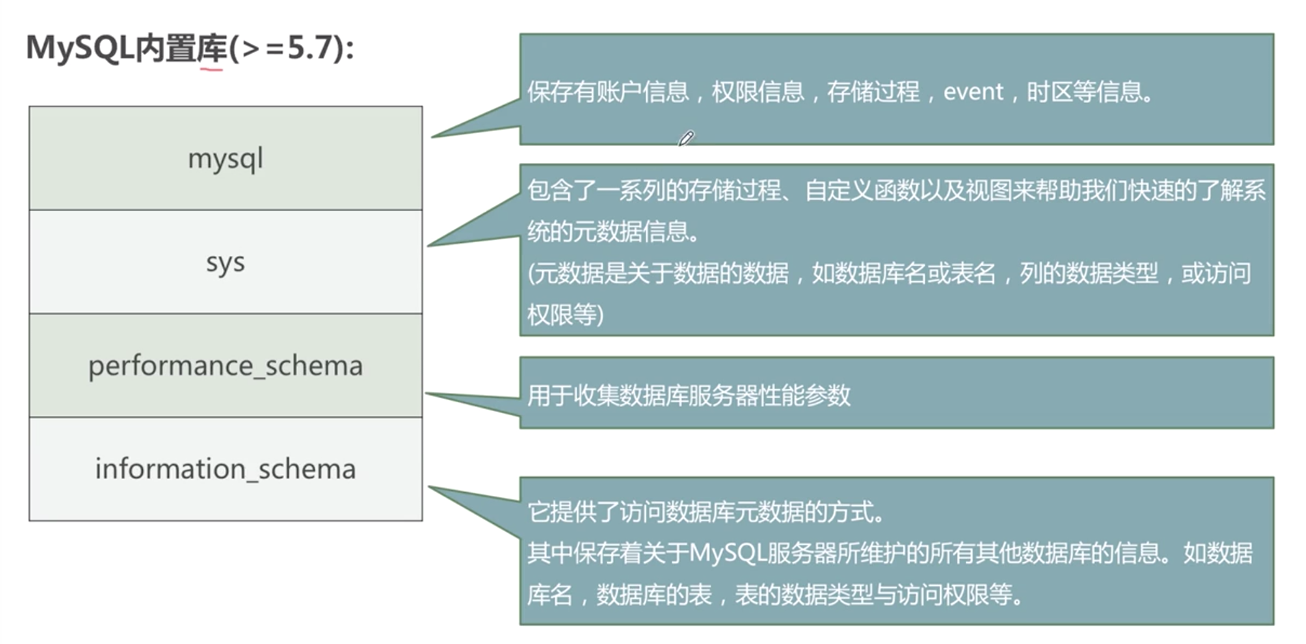 MySQL内置库(>=5.7):
mysql
保存有账户信息，权限信息，存储过程，event，时区等信息。
sys
包含了一系列的存储过程、自定义函数以及视图来帮助我们快速的了解系
统的元数据信息。
(元数据是关于数据的数据，如数据库名或表名，列的数据类型，或访问
权限等)
performance_schema
用于收集数据库服务器性能参数
information_schema
它提供了访问数据库元数据的方式。
其中保存着关于MySQL服务器所维护的所有其他数据库的信息。如数据
库名，数据库的表，表的数据类型与访问权限等。